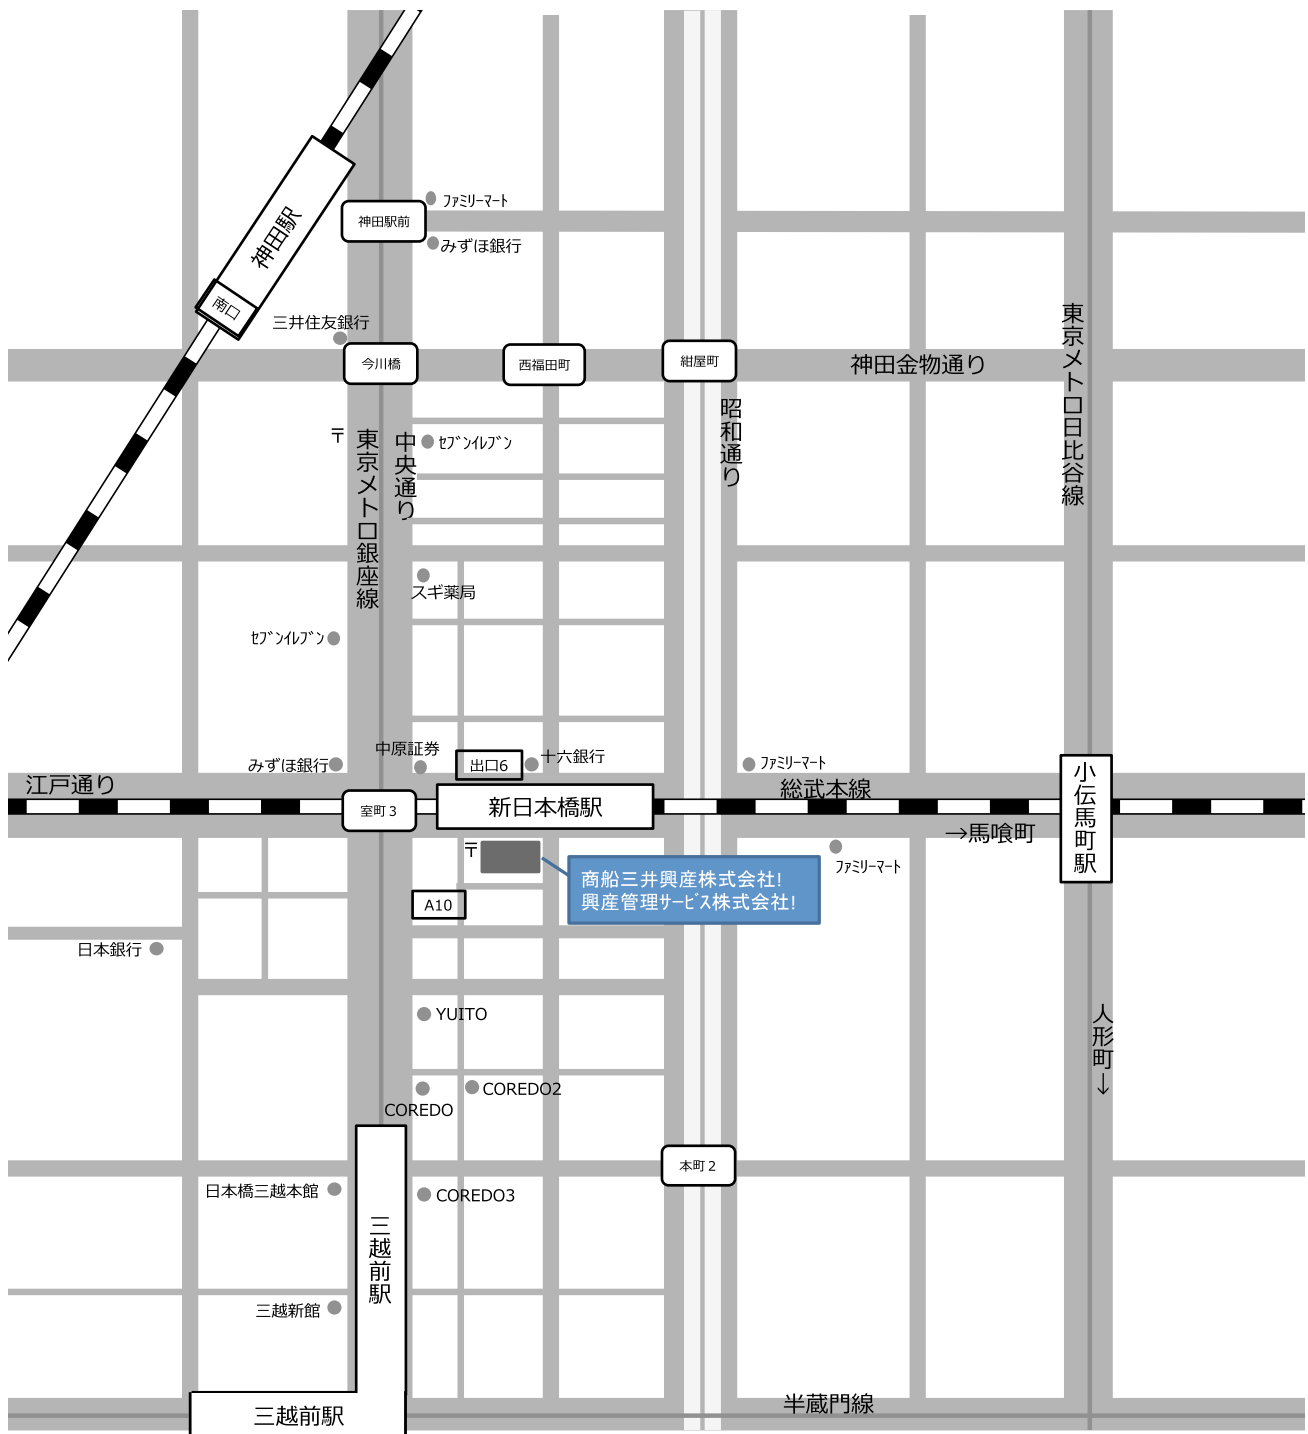 ファミリーマート
神田駅前
みずほ銀行
神田駅
南口
三井住友銀行
今川橋
西福田町
紺屋町
神田金物通り
東京メトロ日比谷線
昭和通り
〒
東京メトロ銀座線
中央通り
セブンイレブン
スギ薬局
セブンイレブン
中原証券
みずほ銀行
出口6
十六銀行
ファミリーマート
江戸通り
総武本線
小伝馬町駅
室町3
新日本橋駅
→馬喰町
〒
ファミリーマート
商船三井興産株式会社!
興産管理サービス株式会社!
A10
日本銀行
YUITO
人形町→
COREDO2
COREDO
本町2
日本橋三越本館
COREDO3
三越前駅
三越新館
三越前駅
半蔵門線